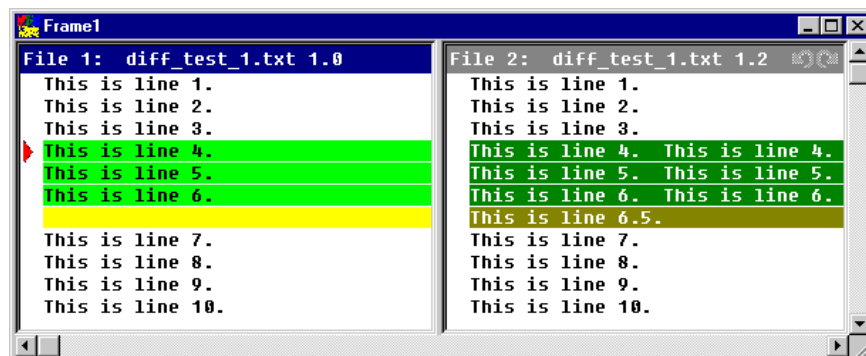 Frame1
File 1:  diff_test_1.txt 1.0
This is line 1.
This is line 2.
This is line 3.
This is line 4.
This is line 5.
This is line 6.
This is line 7.
This is line 8.
This is line 9.
This is line 10.
File 2:  diff_test_1.txt 1.2
This is line 1.
This is line 2.
This is line 3.
This is line 4.  This is line 4.
This is line 5.  This is line 5.
This is line 6.  This is line 6.
This is line 6.5.
This is line 7.
This is line 8.
This is line 9.
This is line 10.